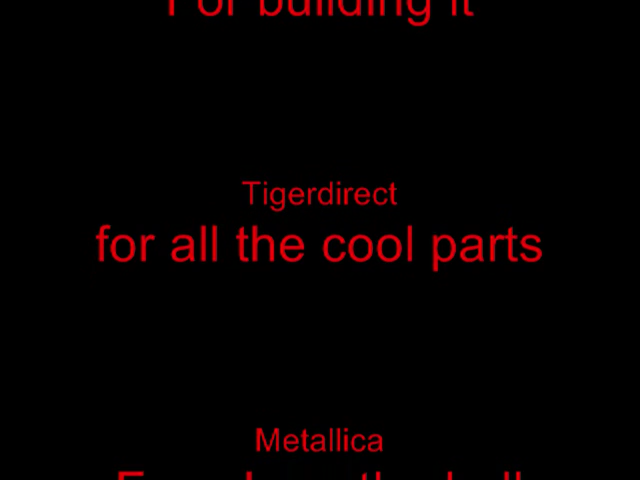 For building it
Tigerdirect
for all the cool parts
Metallica